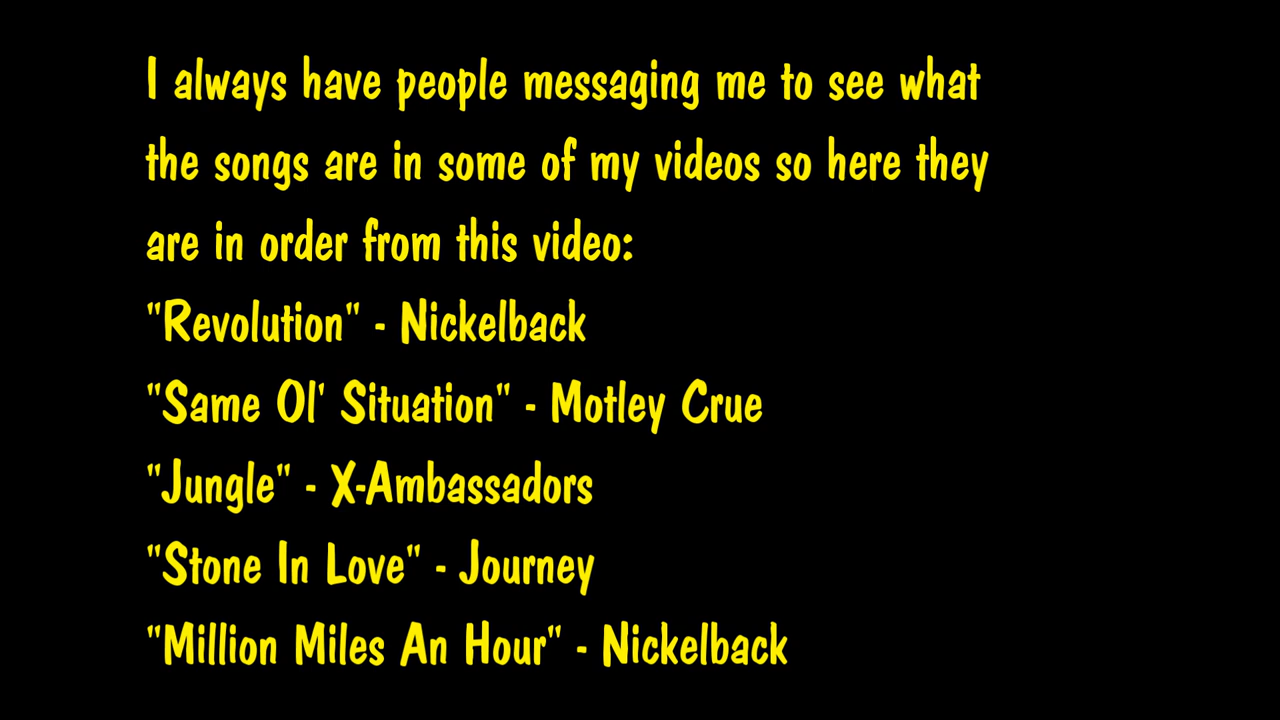 I always have people messaging me to see what
the songs are in some of my videos so here they
are in order from this video:
"Revolution" - Nickelback
"Same Ol' Situation" - Motley Crue
"Jungle" - X-Ambassadors
"Stone In Love" - Journey
"Million Miles An Hour" - Nickelback